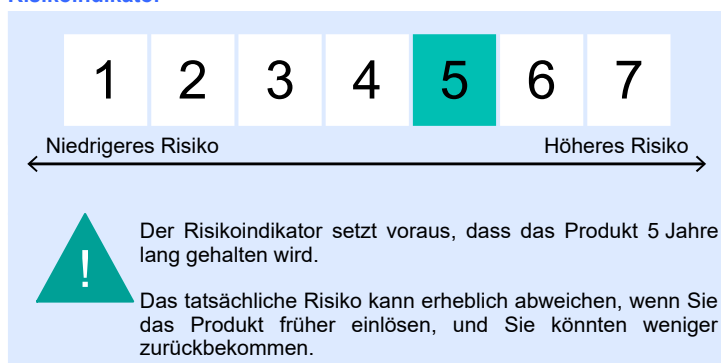 Risikoindikator
1 2 3 4 5 6 7
Niedrigeres Risiko Höheres Risiko
!
Der Risikoindikator setzt voraus, dass das Produkt 5 Jahre
lang gehalten wird.
Das tatsächliche Risiko kann erheblich abweichen, wenn Sie
das Produkt früher einlösen, und Sie könnten weniger
zurückbekommen.